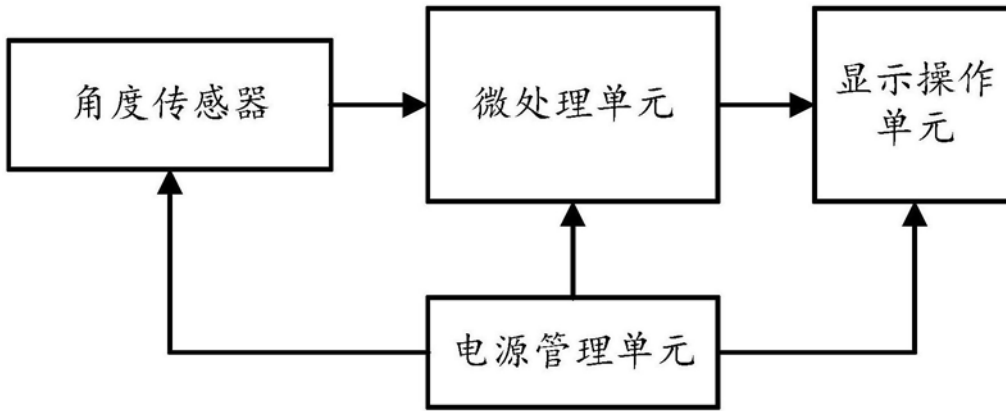 角度传感器
微处理单元
显示操作
单元
电源管理单元